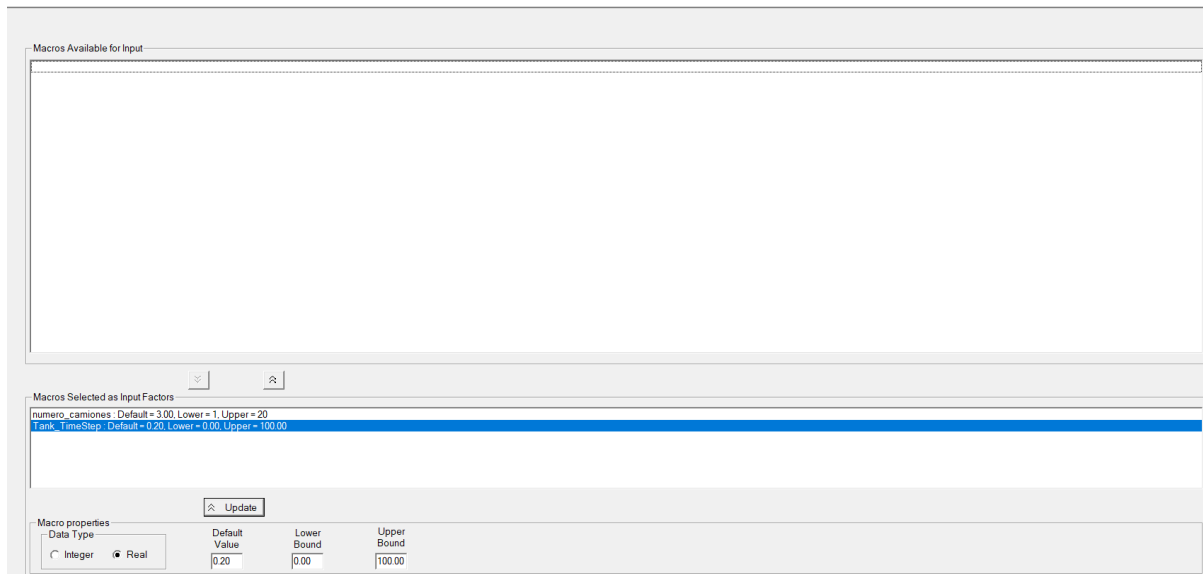 Macros Available for Input
Macros Selected as Input Factors
numero_camiones : Default = 3.00, Lower = 1, Upper = 20
Tank_TimeStep : Default = 0.20, Lower = 0.00, Upper = 100.00
Update
Macro properties
Data Type
Integer Real
Default Value
0.20
Lower Bound
0.00
Upper Bound
100.00